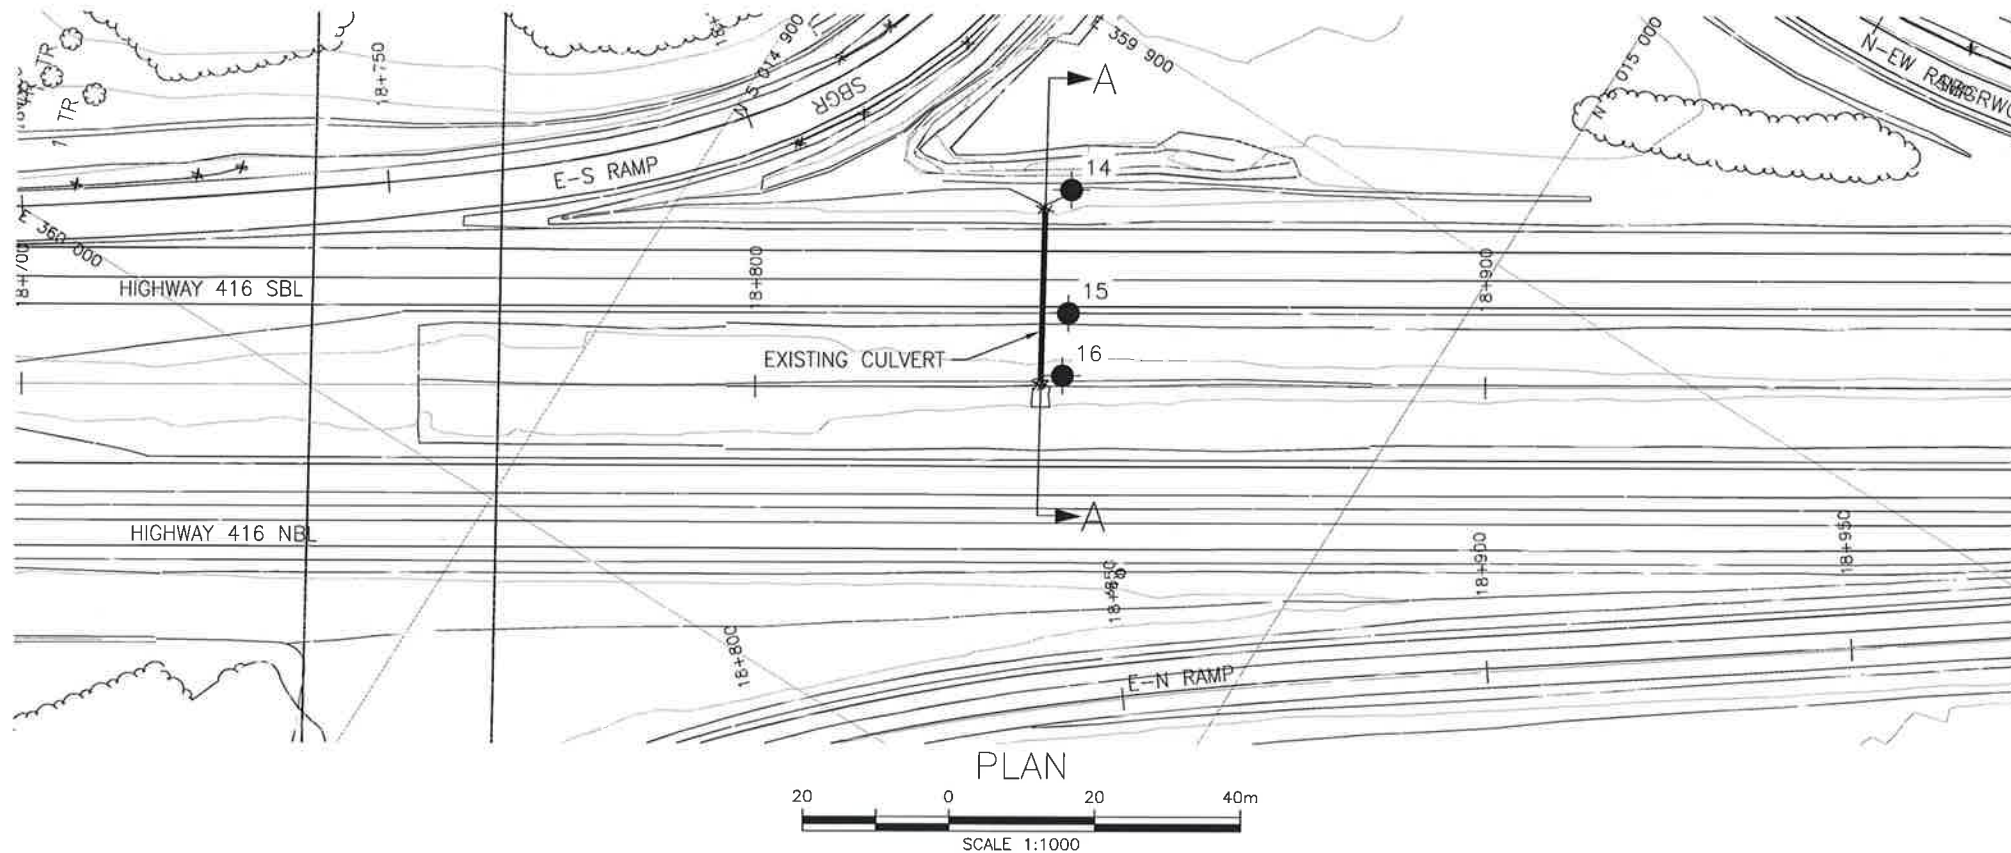 TR
TR
18+750
N 5 014 900
SBGR
E-S RAMP
359 900
A
14
N 5 015 000
N-EW RAMP
E 360 000
18+700
HIGHWAY 416 SBL
18+800
15
18+900
EXISTING CULVERT
16
A
HIGHWAY 416 NBL
18+850
18+900
18+950
18+800
E-N RAMP
PLAN
20 0 20 40m
SCALE 1:1000